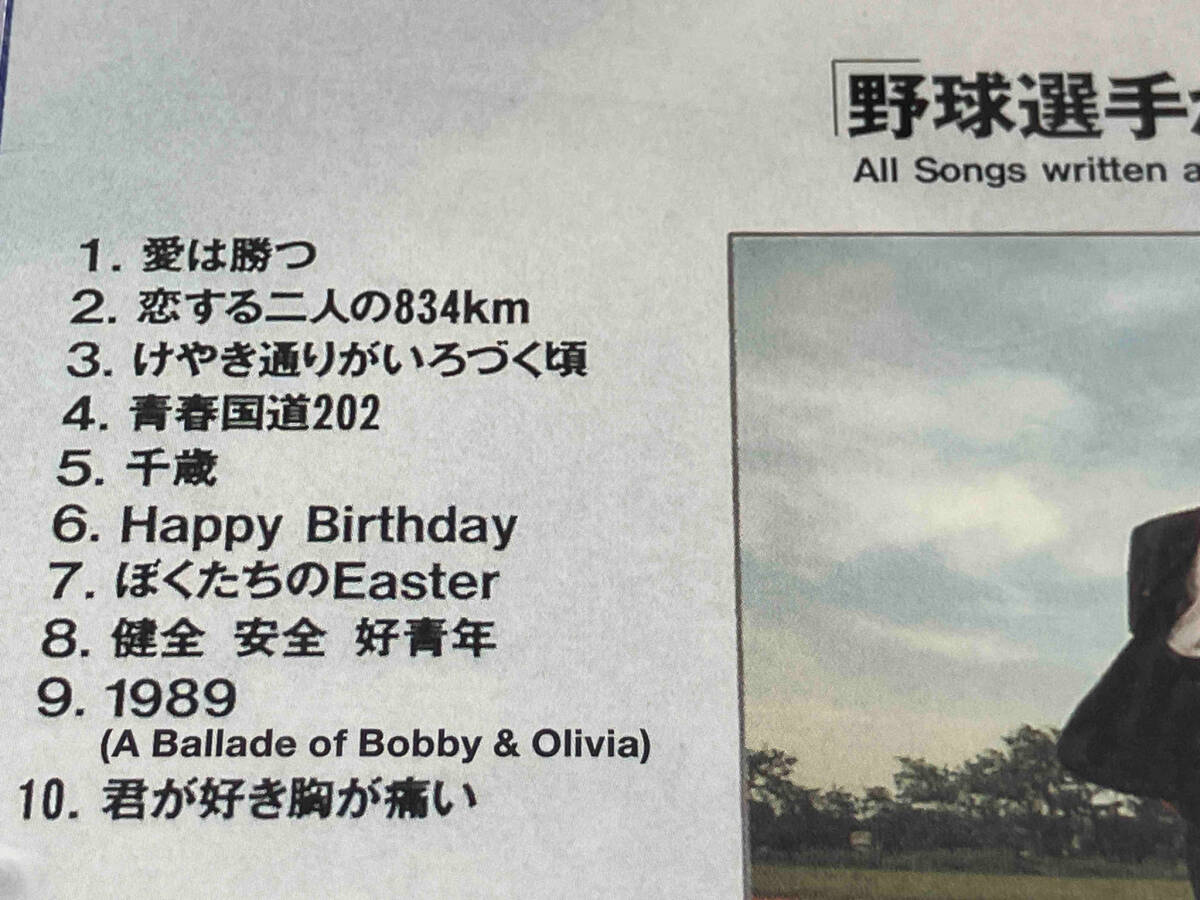 「野球選手が
All Songs written a
1. 愛は勝つ
2. 恋する二人の834km
3. けやき通りがいろづく頃
4. 青春国道202
5. 千歳
6. Happy Birthday
7. ぼくたちのEaster
8. 健全 安全 好青年
9. 1989
(A Ballade of Bobby & Olivia)
10. 君が好き胸が痛い